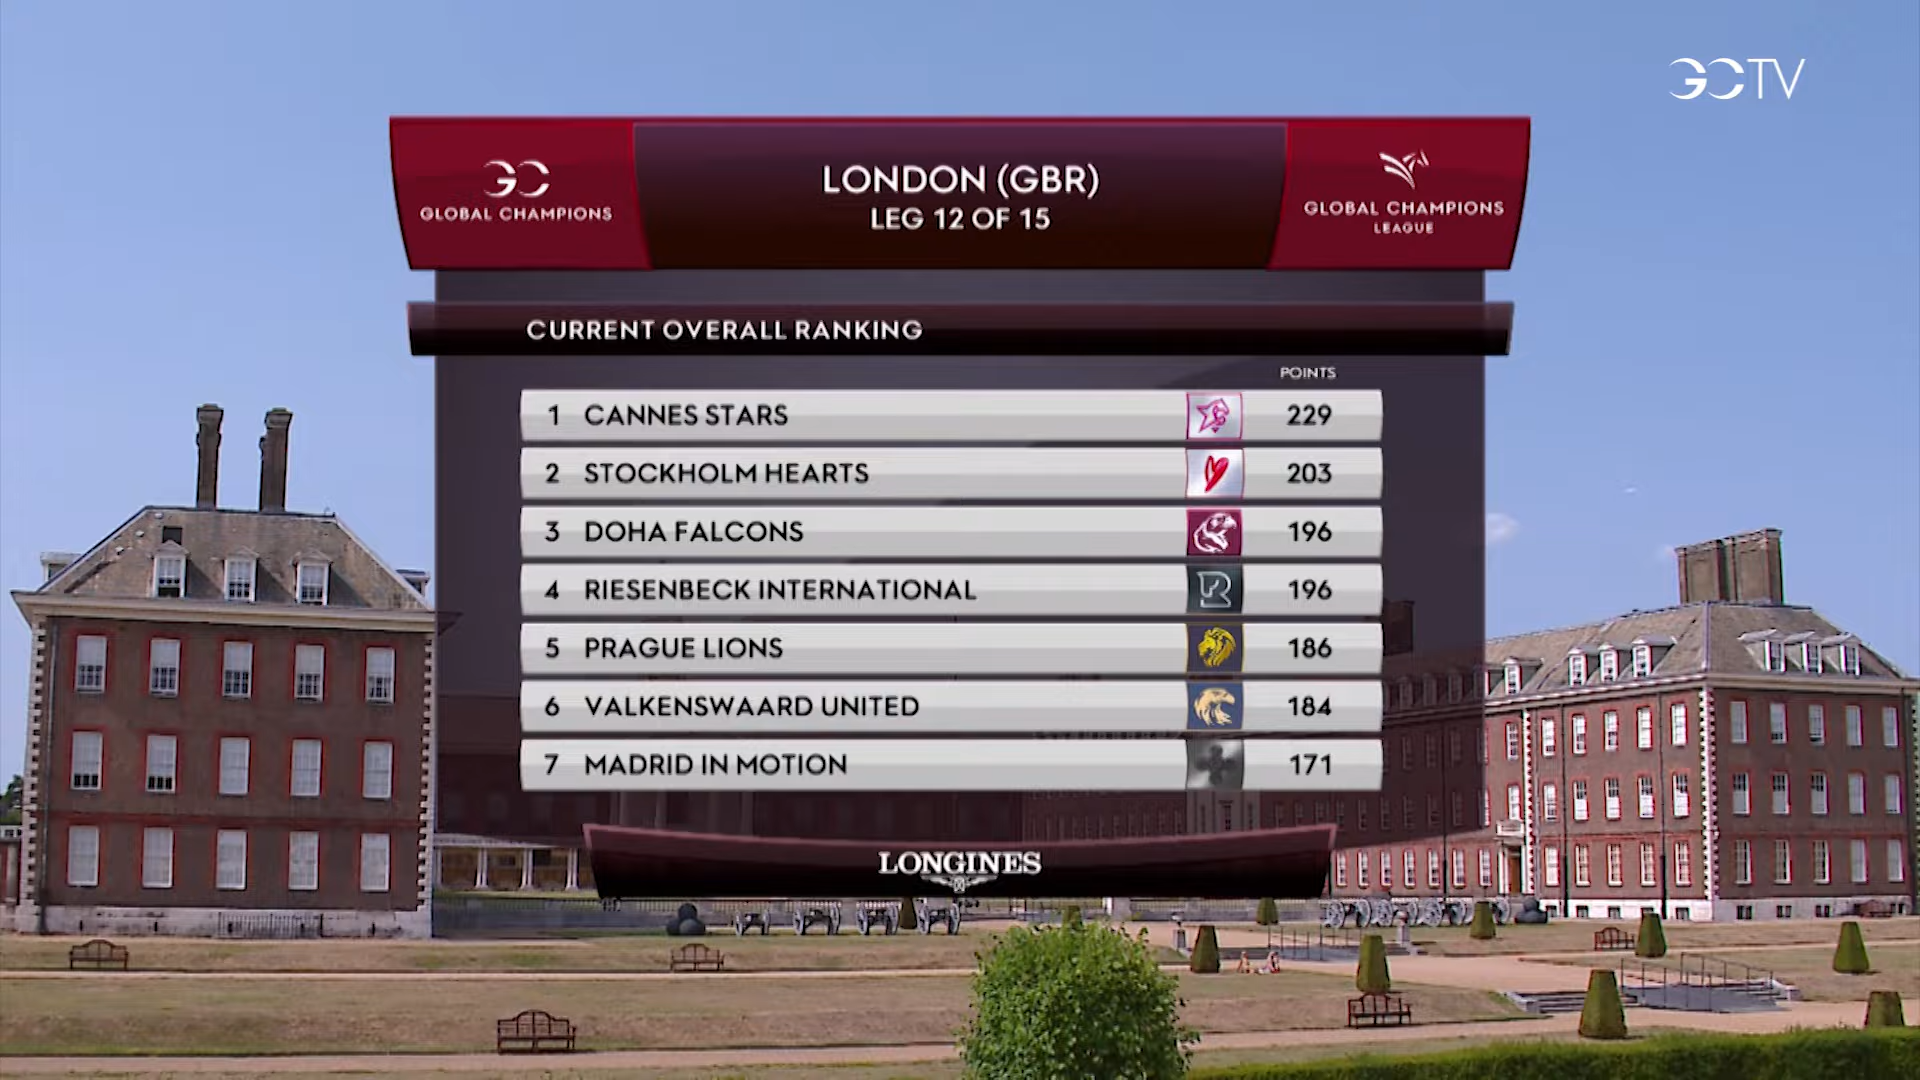 GCTV
GLOBAL CHAMPIONS
LONDON (GBR)
LEG 12 OF 15
GLOBAL CHAMPIONS
LEAGUE
CURRENT OVERALL RANKING
POINTS
1 CANNES STARS 229
2 STOCKHOLM HEARTS 203
3 DOHA FALCONS 196
4 RIESENBECK INTERNATIONAL 196
5 PRAGUE LIONS 186
6 VALKENSWAARD UNITED 184
7 MADRID IN MOTION 171
LONGINES